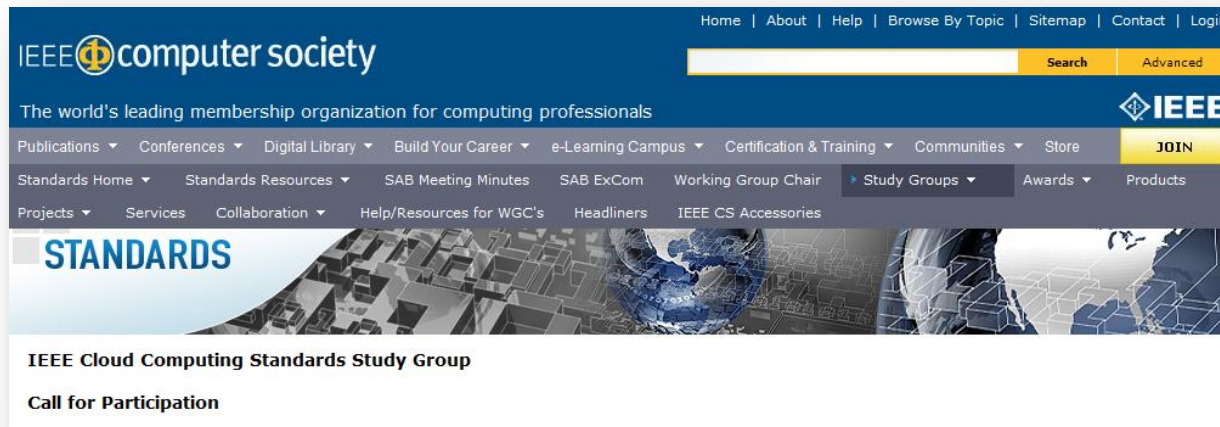 Home | About | Help | Browse By Topic | Sitemap | Contact |
IEEE computer society
Search Advanced
The world's leading membership organization for computing professionals
IEEE
Publications Conferences Digital Library Build Your Career e-Learning Campus Certification & Training Communities Store JOIN
Standards Home Standards Resources SAB Meeting Minutes SAB ExCom Working Group Chair Study Groups Awards Products
Projects Services Collaboration Help/Resources for WGC's Headliners IEEE CS Accessories
STANDARDS
IEEE Cloud Computing Standards Study Group
Call for Participation